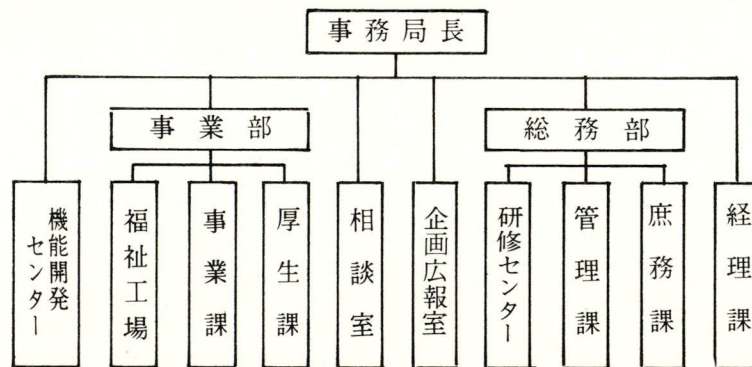 事務局長
事業部
総務部
機能開発
センター
福祉工場
事業課
厚生課
相談室
企画広報室
研修センター
管理課
庶務課
経理課